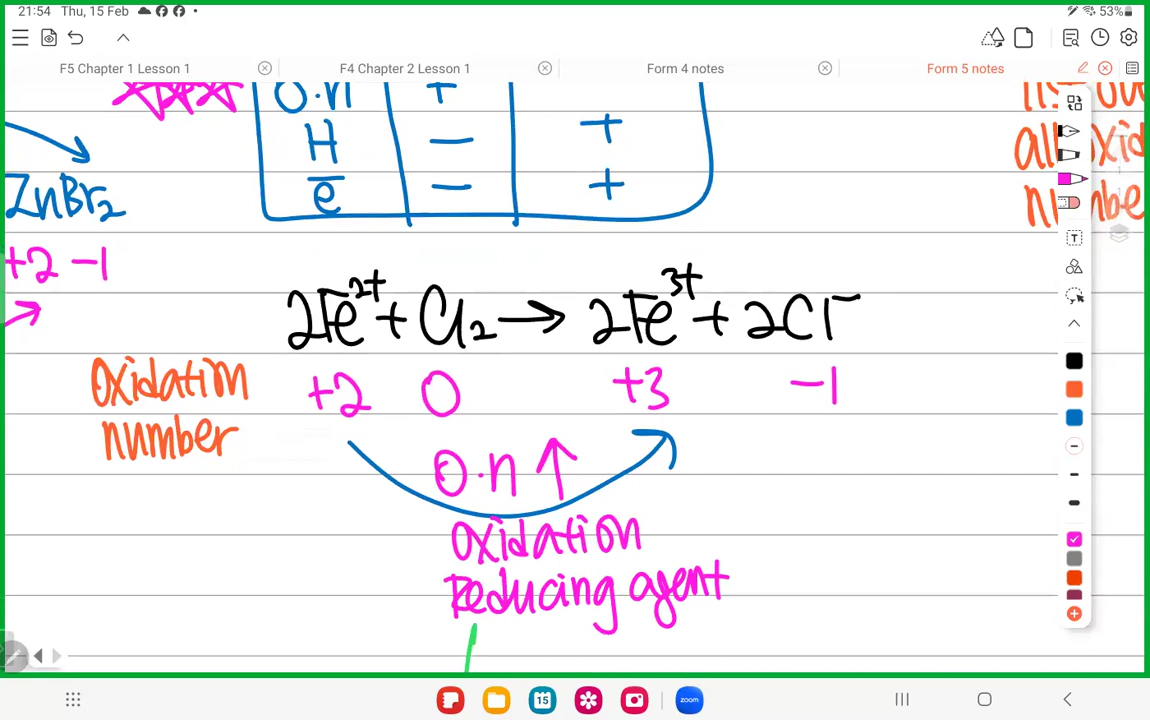 21:54 Thu, 15 Feb
53%
F5 Chapter 1 Lesson 1
F4 Chapter 2 Lesson 1
Form 4 notes
Form 5 notes
O.n +
H − +
e̅ − +
ZnBr₂
+2 −1
2Fe²⁺ + Cl₂ → 2Fe³⁺ + 2Cl⁻
Oxidation
number
+2 0 +3 −1
O.n ↑
Oxidation
Reducing agent
T
15
zoom